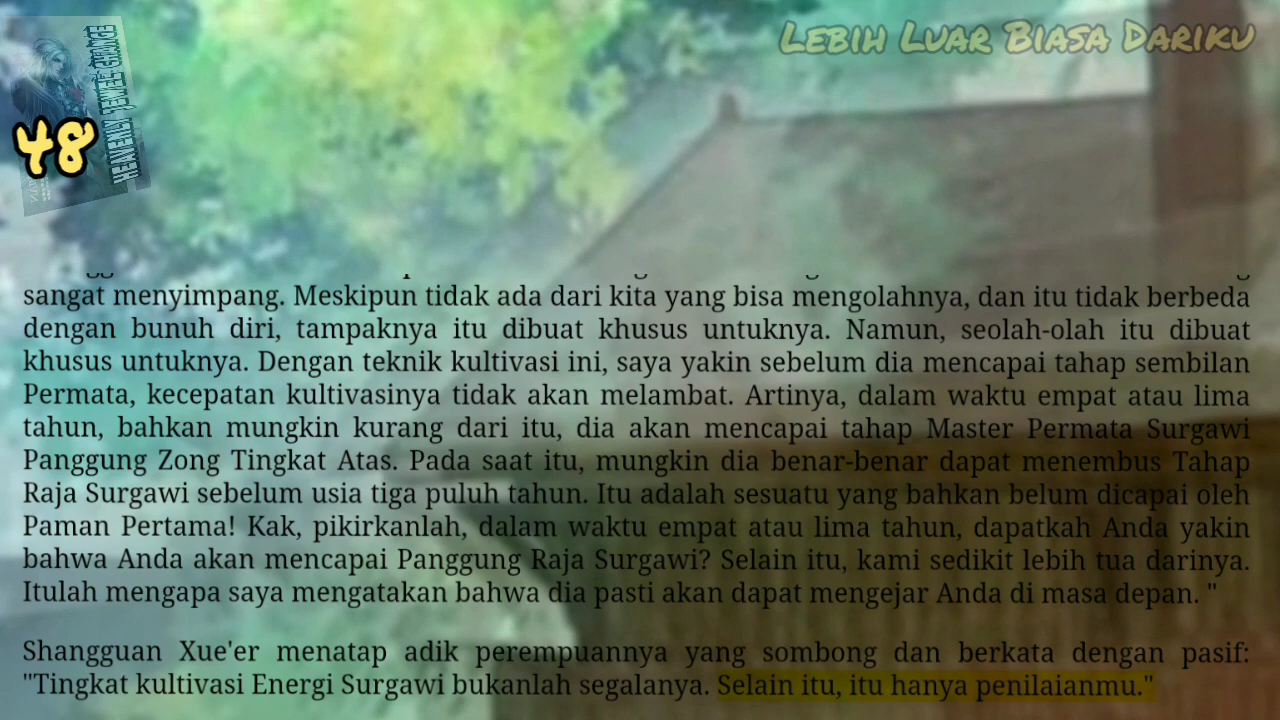 Lebih Luar Biasa Dariku
HEAVENLY JEWEL CHANGE
48
sangat menyimpang. Meskipun tidak ada dari kita yang bisa mengolahnya, dan itu tidak berbeda
dengan bunuh diri, tampaknya itu dibuat khusus untuknya. Namun, seolah-olah itu dibuat
khusus untuknya. Dengan teknik kultivasi ini, saya yakin sebelum dia mencapai tahap sembilan
Permata, kecepatan kultivasinya tidak akan melambat. Artinya, dalam waktu empat atau lima
tahun, bahkan mungkin kurang dari itu, dia akan mencapai tahap Master Permata Surgawi
Panggung Zong Tingkat Atas. Pada saat itu, mungkin dia benar-benar dapat menembus Tahap
Raja Surgawi sebelum usia tiga puluh tahun. Itu adalah sesuatu yang bahkan belum dicapai oleh
Paman Pertama! Kak, pikirkanlah, dalam waktu empat atau lima tahun, dapatkah Anda yakin
bahwa Anda akan mencapai Panggung Raja Surgawi? Selain itu, kami sedikit lebih tua darinya.
Itulah mengapa saya mengatakan bahwa dia pasti akan dapat mengejar Anda di masa depan. "
Shangguan Xue'er menatap adik perempuannya yang sombong dan berkata dengan pasif:
"Tingkat kultivasi Energi Surgawi bukanlah segalanya. Selain itu, itu hanya penilaianmu."